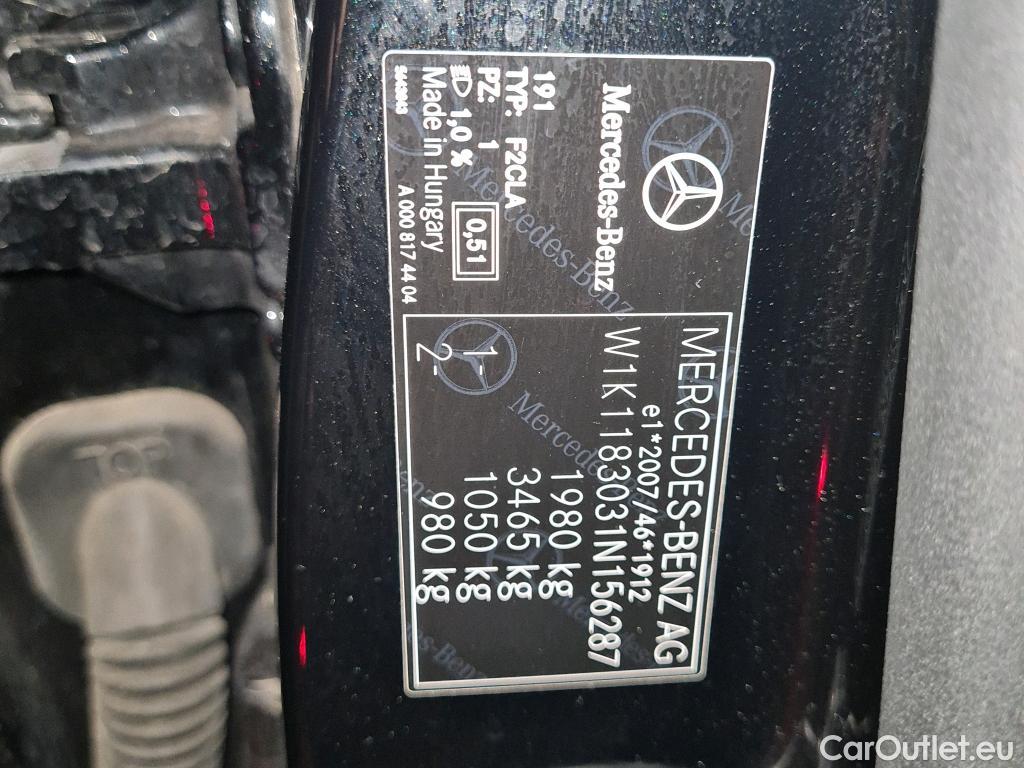 MERCEDES-BENZ AG
e1*2007/46*1912
W1K1183031N156287
1980 kg
3465 kg
1- 1050 kg
2- 980 kg
Mercedes-Benz
191
TYP: F2CLA
PZ: 1
1,0 %
0,51
Made in Hungary
A 000 817 44 04
TOP
CarOutlet.eu